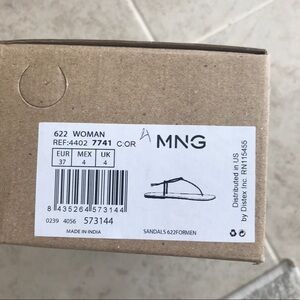 622 WOMAN
REF:4402 7741 C:OR
EUR MEX UK
37 4 4
8 435264 573144
0239 4056 573144
MADE IN INDIA
4 MNG
SANDALS 622FORMEN
Distributed in US
by Distex Inc. RN115455